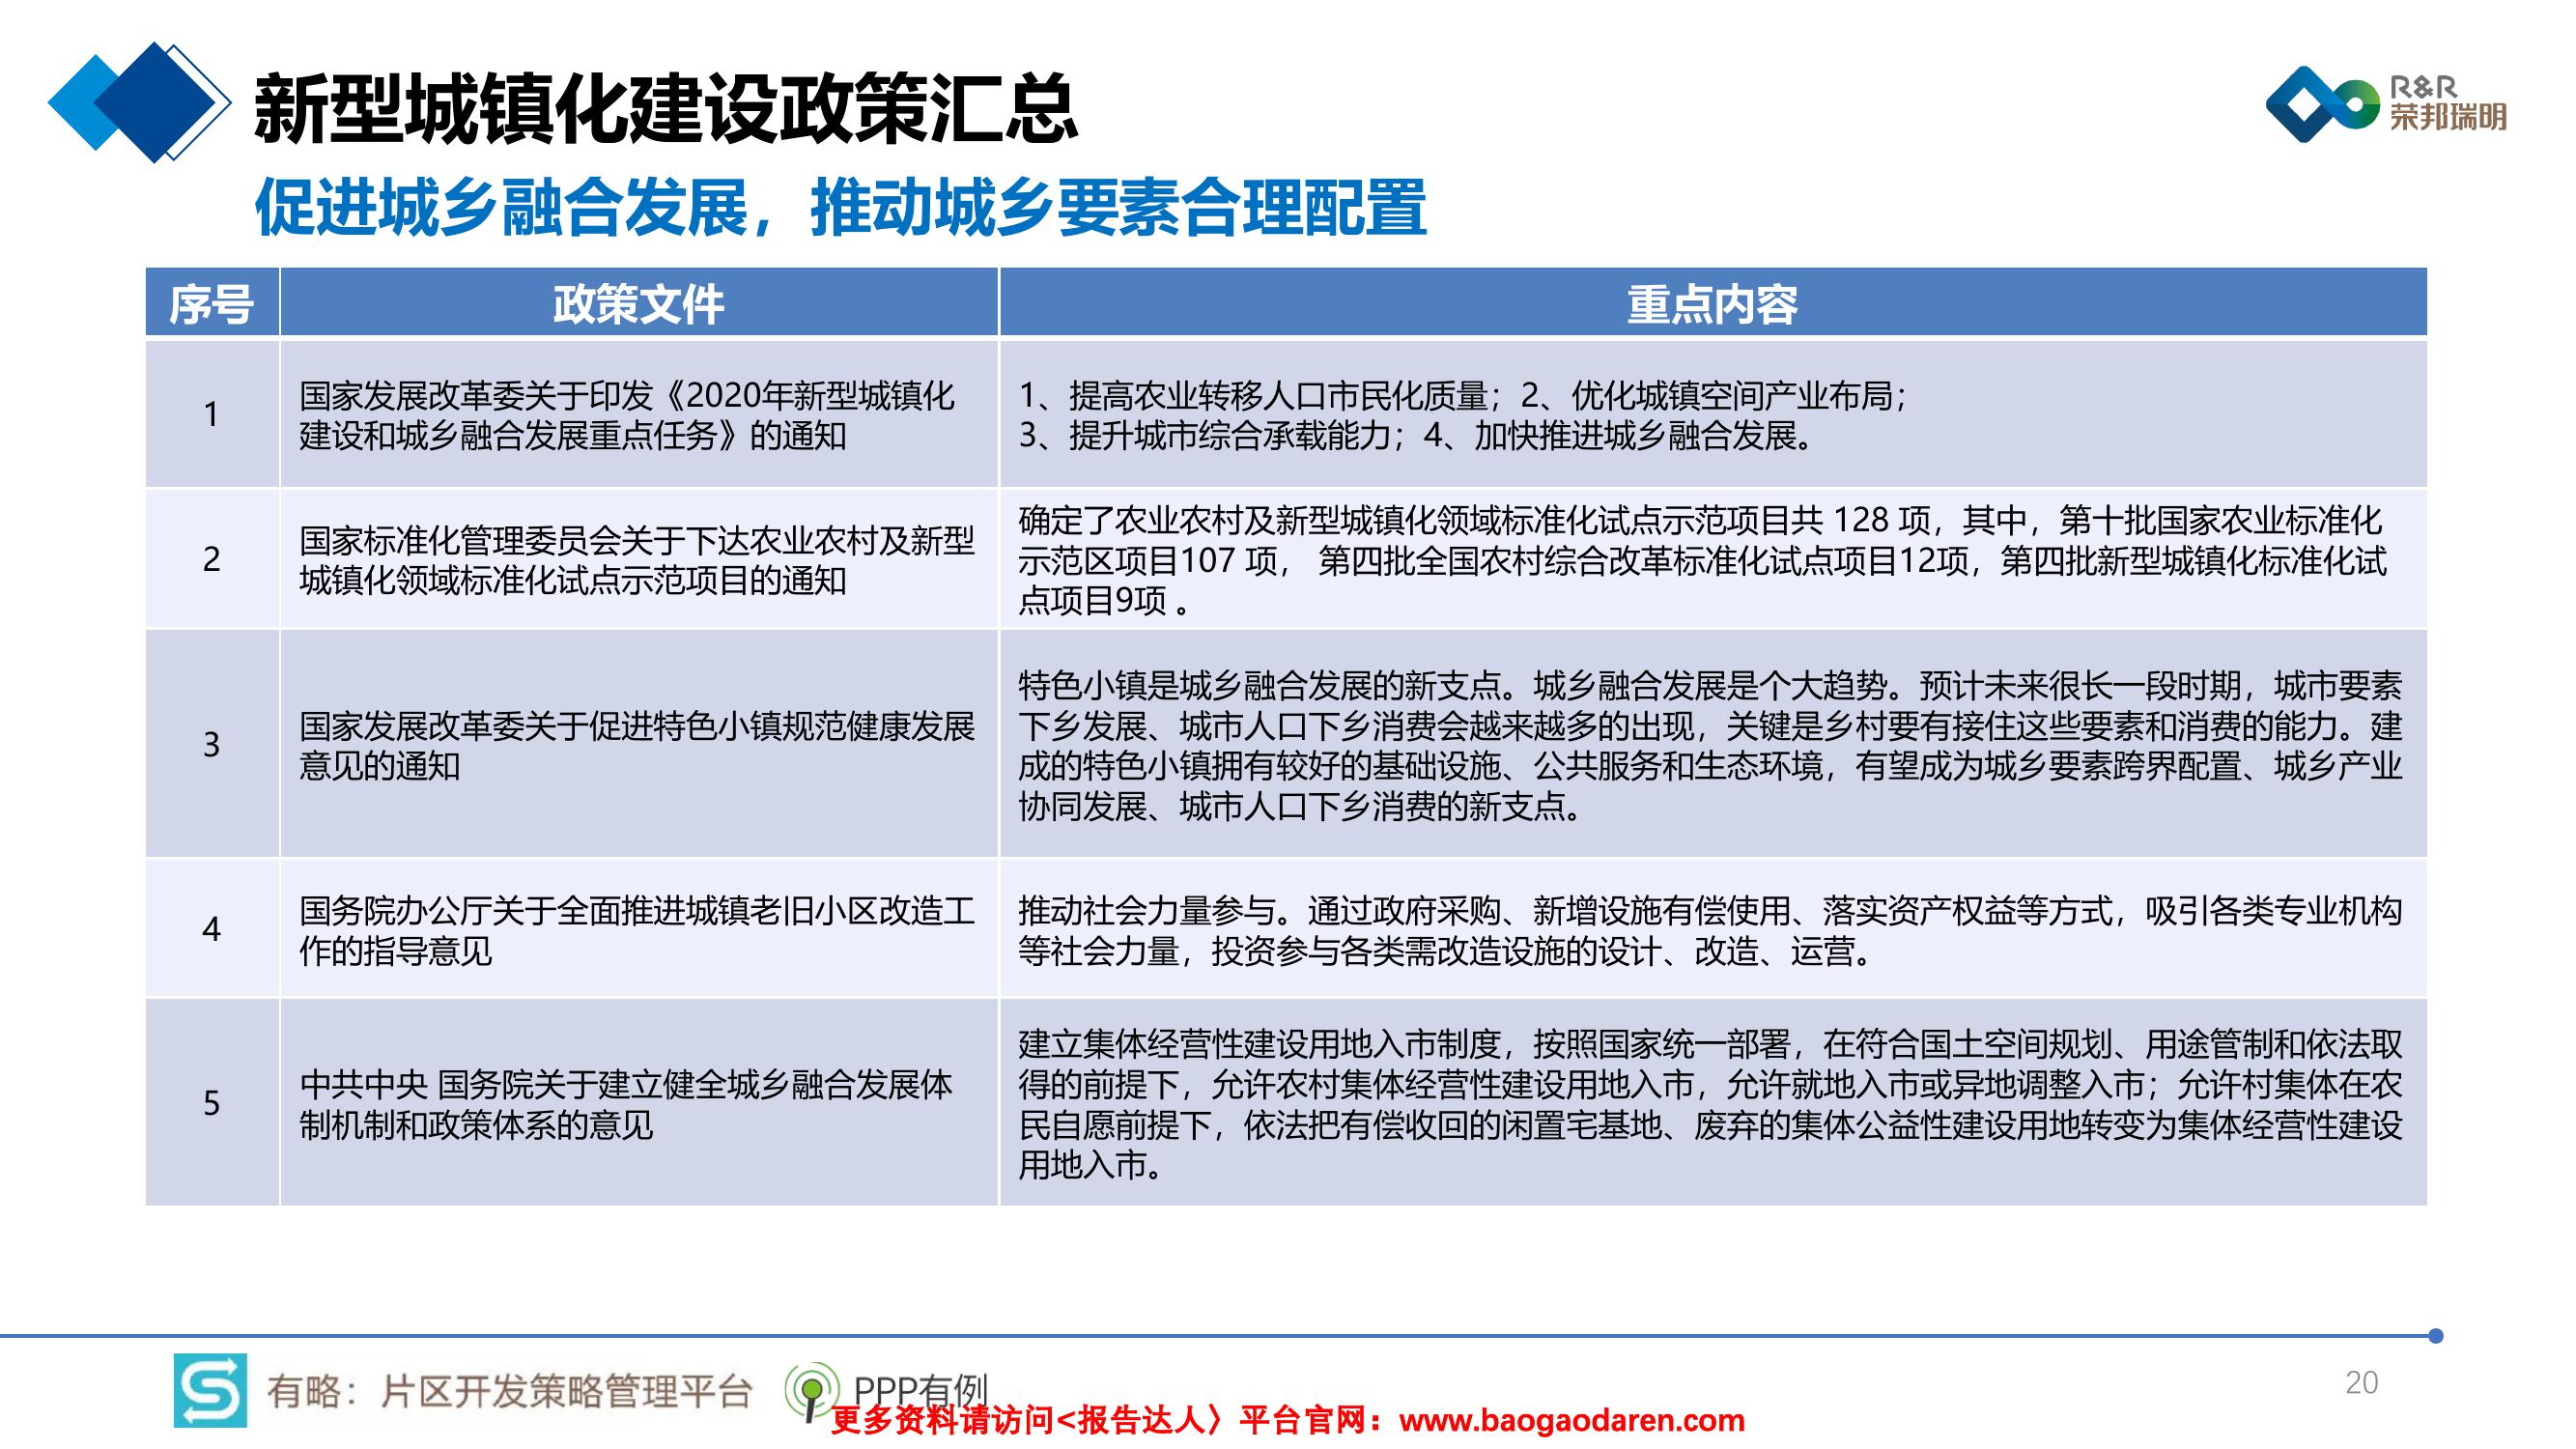 新型城镇化建设政策汇总
R&R
荣邦瑞明
促进城乡融合发展，推动城乡要素合理配置
序号 政策文件 重点内容
1
国家发展改革委关于印发《2020年新型城镇化
建设和城乡融合发展重点任务》的通知
1、提高农业转移人口市民化质量；2、优化城镇空间产业布局；
3、提升城市综合承载能力；4、加快推进城乡融合发展。
2
国家标准化管理委员会关于下达农业农村及新型
城镇化领域标准化试点示范项目的通知
确定了农业农村及新型城镇化领域标准化试点示范项目共 128 项，其中，第十批国家农业标准化
示范区项目107 项， 第四批全国农村综合改革标准化试点项目12项，第四批新型城镇化标准化试
点项目9项 。
3
国家发展改革委关于促进特色小镇规范健康发展
意见的通知
特色小镇是城乡融合发展的新支点。城乡融合发展是个大趋势。预计未来很长一段时期，城市要素
下乡发展、城市人口下乡消费会越来越多的出现，关键是乡村要有接住这些要素和消费的能力。建
成的特色小镇拥有较好的基础设施、公共服务和生态环境，有望成为城乡要素跨界配置、城乡产业
协同发展、城市人口下乡消费的新支点。
4
国务院办公厅关于全面推进城镇老旧小区改造工
作的指导意见
推动社会力量参与。通过政府采购、新增设施有偿使用、落实资产权益等方式，吸引各类专业机构
等社会力量，投资参与各类需改造设施的设计、改造、运营。
5
中共中央 国务院关于建立健全城乡融合发展体
制机制和政策体系的意见
建立集体经营性建设用地入市制度，按照国家统一部署，在符合国土空间规划、用途管制和依法取
得的前提下，允许农村集体经营性建设用地入市，允许就地入市或异地调整入市；允许村集体在农
民自愿前提下，依法把有偿收回的闲置宅基地、废弃的集体公益性建设用地转变为集体经营性建设
用地入市。
有略：片区开发策略管理平台 PPP有例
20
更多资料请访问<报告达人〉平台官网：www.baogaodaren.com